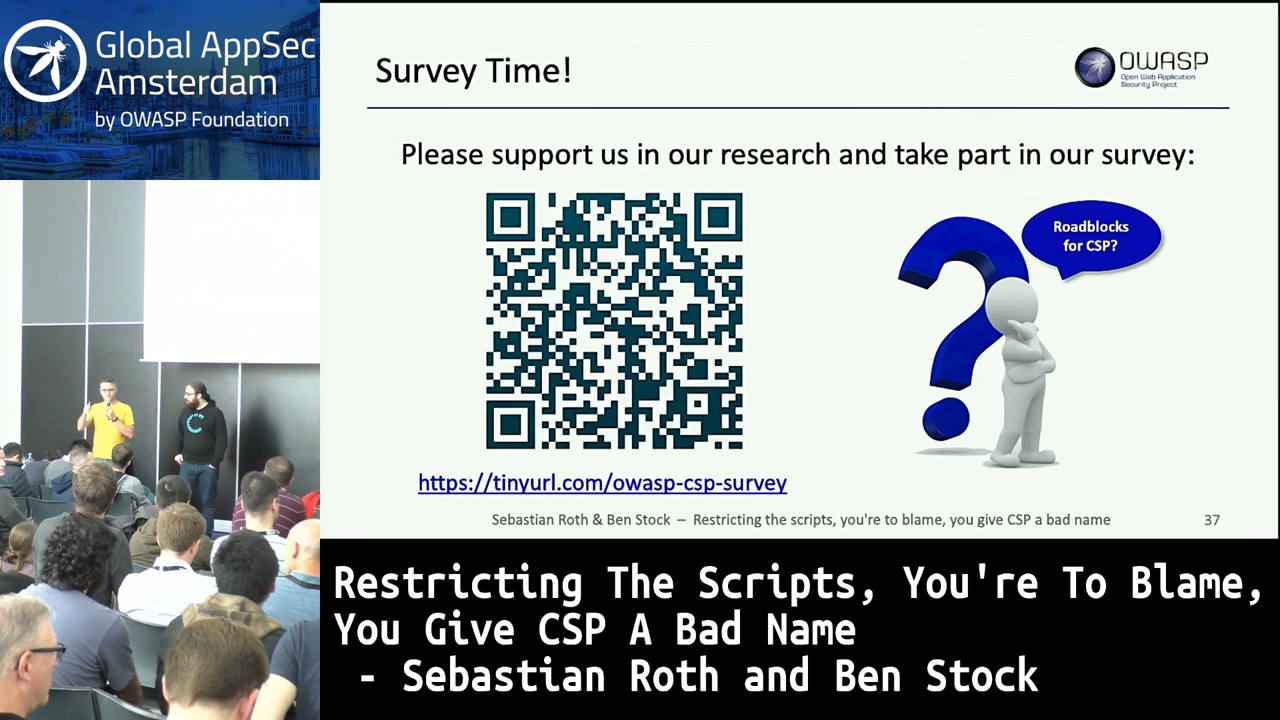 Global AppSec
Amsterdam
by OWASP Foundation
Survey Time!
OWASP
Open Web Application
Security Project
Please support us in our research and take part in our survey:
Roadblocks
for CSP?
https://tinyurl.com/owasp-csp-survey
Sebastian Roth & Ben Stock – Restricting the scripts, you're to blame, you give CSP a bad name
37
Restricting The Scripts, You're To Blame,
You Give CSP A Bad Name
- Sebastian Roth and Ben Stock